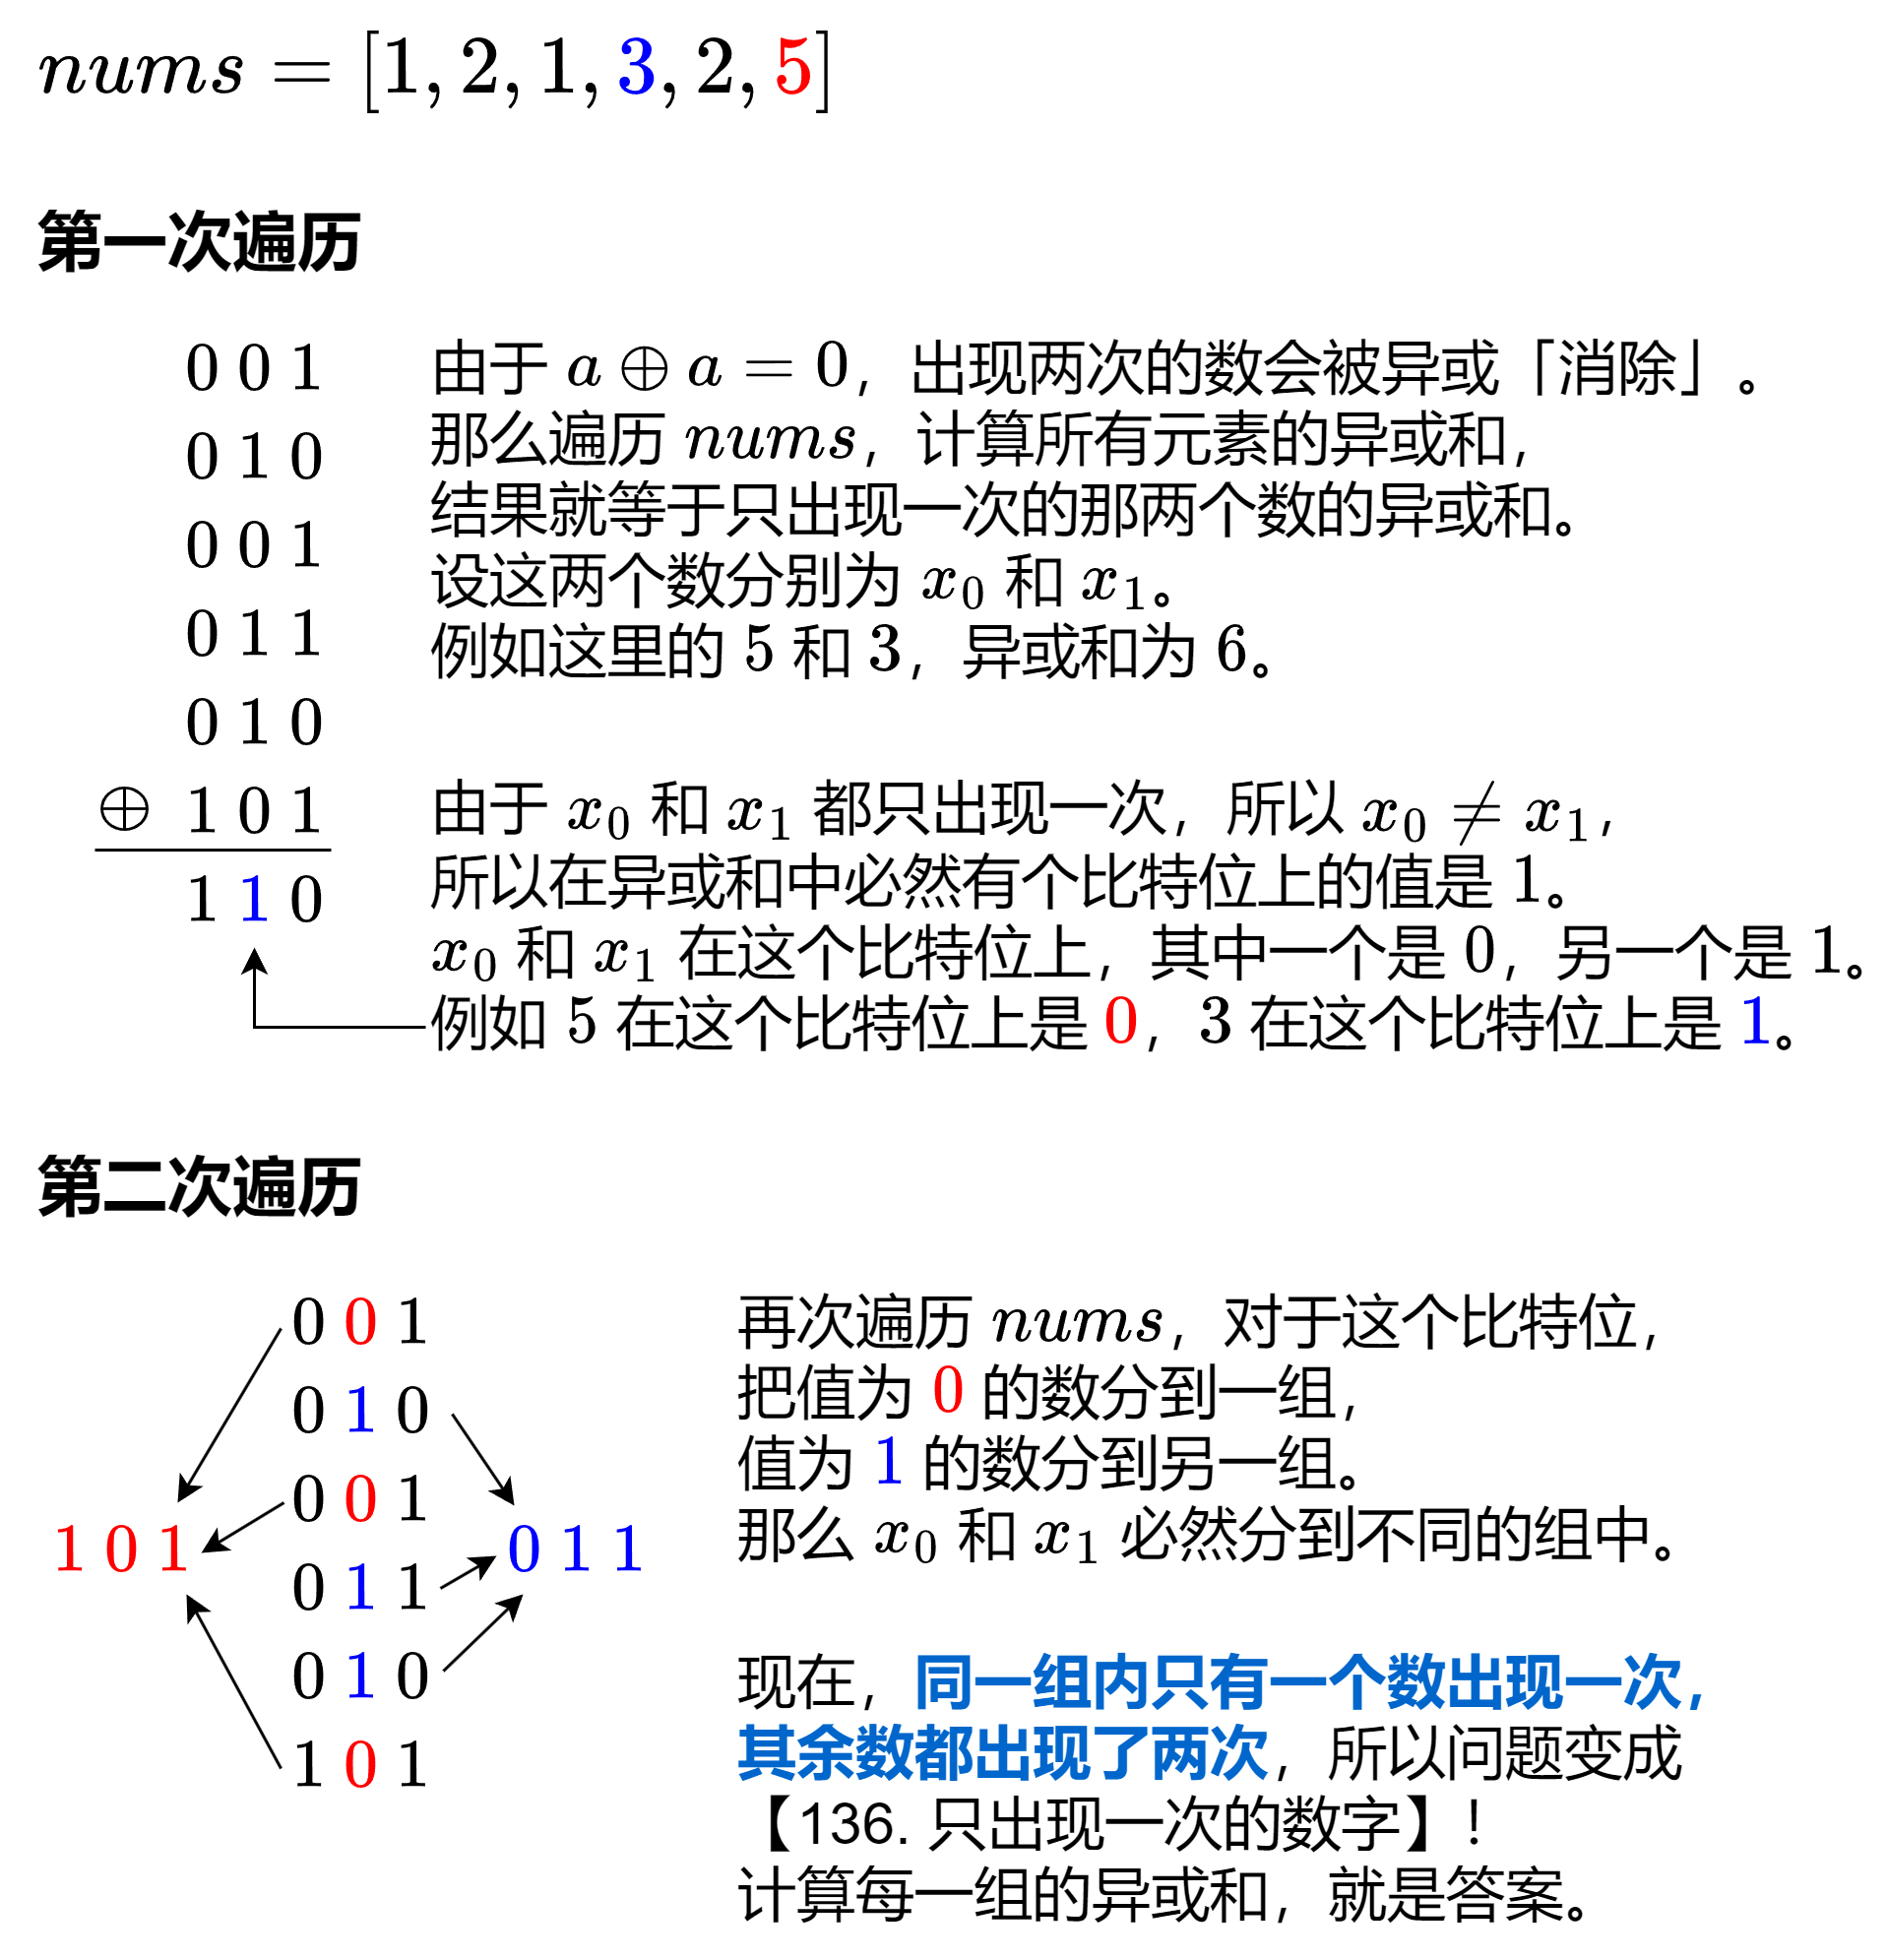 nums = [1, 2, 1, 3, 2, 5]
第一次遍历
0 0 1
0 1 0
0 0 1
0 1 1
0 1 0
⊕ 1 0 1
1 1 0
由于 a ⊕ a = 0，出现两次的数会被异或「消除」。
那么遍历 nums，计算所有元素的异或和，
结果就等于只出现一次的那两个数的异或和。
设这两个数分别为 x₀ 和 x₁。
例如这里的 5 和 3，异或和为 6。
由于 x₀ 和 x₁ 都只出现一次，所以 x₀ ≠ x₁，
所以在异或和中必然有个比特位上的值是 1。
x₀ 和 x₁ 在这个比特位上，其中一个是 0，另一个是 1。
例如 5 在这个比特位上是 0，3 在这个比特位上是 1。
第二次遍历
0 0 1
0 1 0
0 0 1
0 1 1
0 1 0
1 0 1
1 0 1
0 1 1
再次遍历 nums，对于这个比特位，
把值为 0 的数分到一组，
值为 1 的数分到另一组。
那么 x₀ 和 x₁ 必然分到不同的组中。
现在，同一组内只有一个数出现一次，
其余数都出现了两次，所以问题变成
【136. 只出现一次的数字】！
计算每一组的异或和，就是答案。